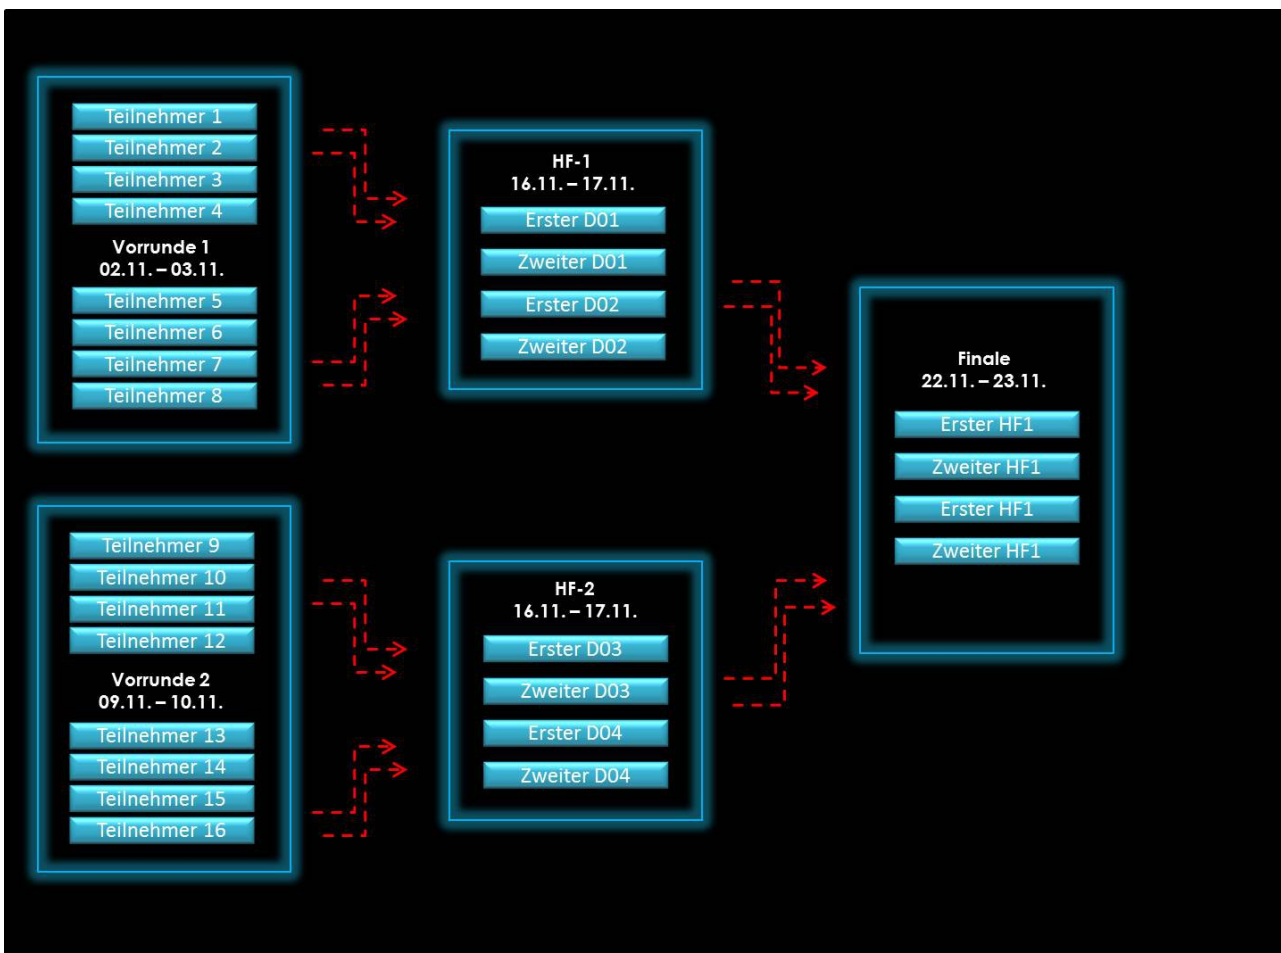 Teilnehmer 1
Teilnehmer 2
Teilnehmer 3
Teilnehmer 4
Vorrunde 1
02.11. – 03.11.
Teilnehmer 5
Teilnehmer 6
Teilnehmer 7
Teilnehmer 8
Teilnehmer 9
Teilnehmer 10
Teilnehmer 11
Teilnehmer 12
Vorrunde 2
09.11. – 10.11.
Teilnehmer 13
Teilnehmer 14
Teilnehmer 15
Teilnehmer 16
HF-1
16.11. – 17.11.
Erster D01
Zweiter D01
Erster D02
Zweiter D02
HF-2
16.11. – 17.11.
Erster D03
Zweiter D03
Erster D04
Zweiter D04
Finale
22.11. – 23.11.
Erster HF1
Zweiter HF1
Erster HF1
Zweiter HF1